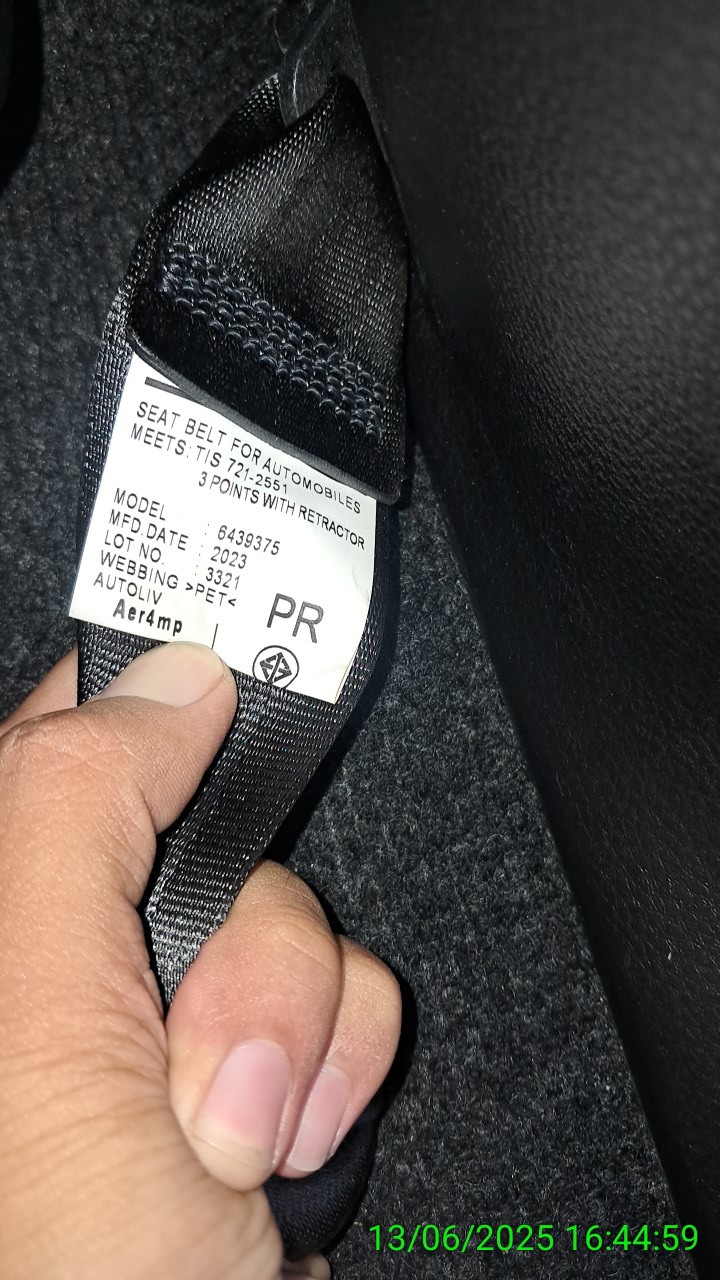 SEAT BELT FOR AUTOMOBILES
MEETS: TIS 721-2551
3 POINTS WITH RETRACTOR
MODEL : 6439375
MFD.DATE : 2023
LOT NO. : 3321
WEBBING >PET<
AUTOLIV
Aer4mp
PR
13/06/2025 16:44:59